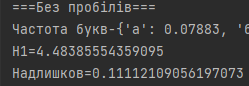 ===Без пробілів===
Частота букв-{'а': 0.07883, 'б
H1=4.48385554359095
Надлишков=0.11112109056197073